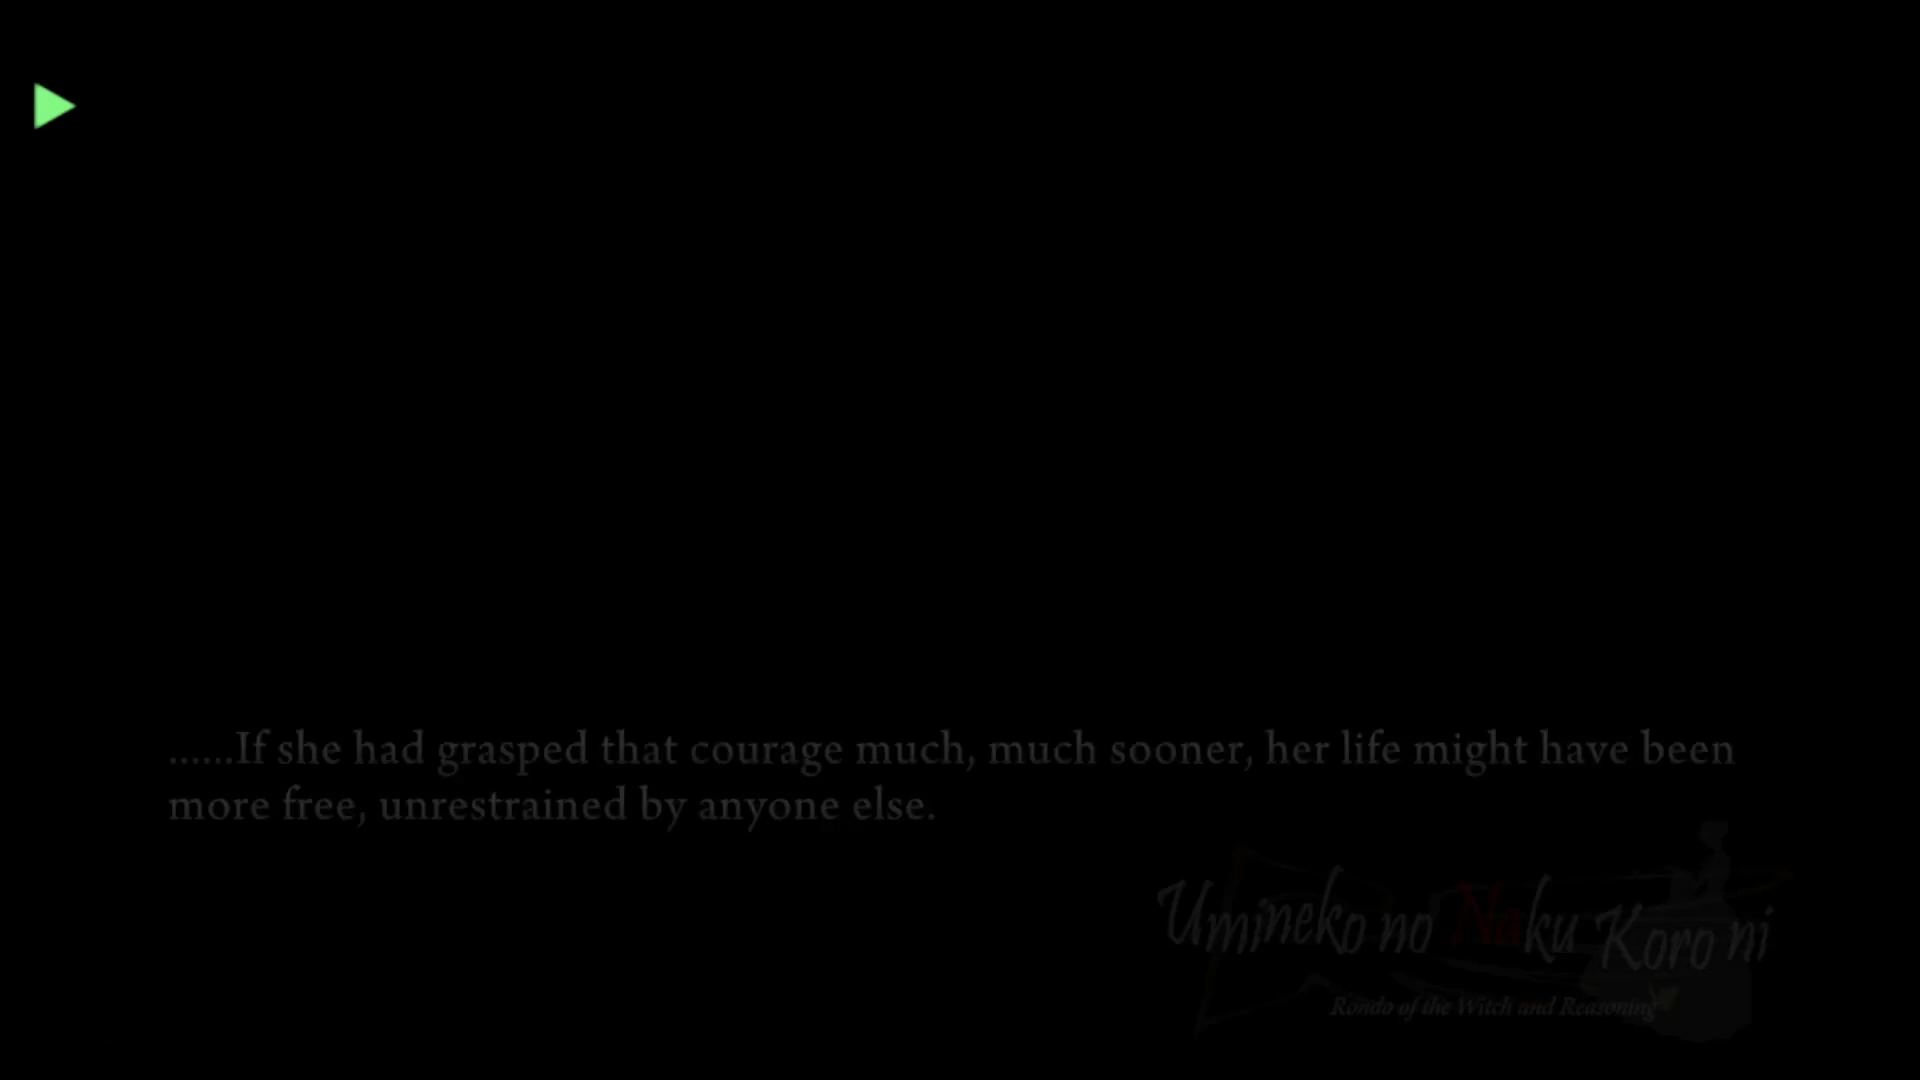 ......If she had grasped that courage much, much sooner, her life might have been
more free, unrestrained by anyone else.
Umineko no Naku Koro ni
Rondo of the Witch and Reasoning